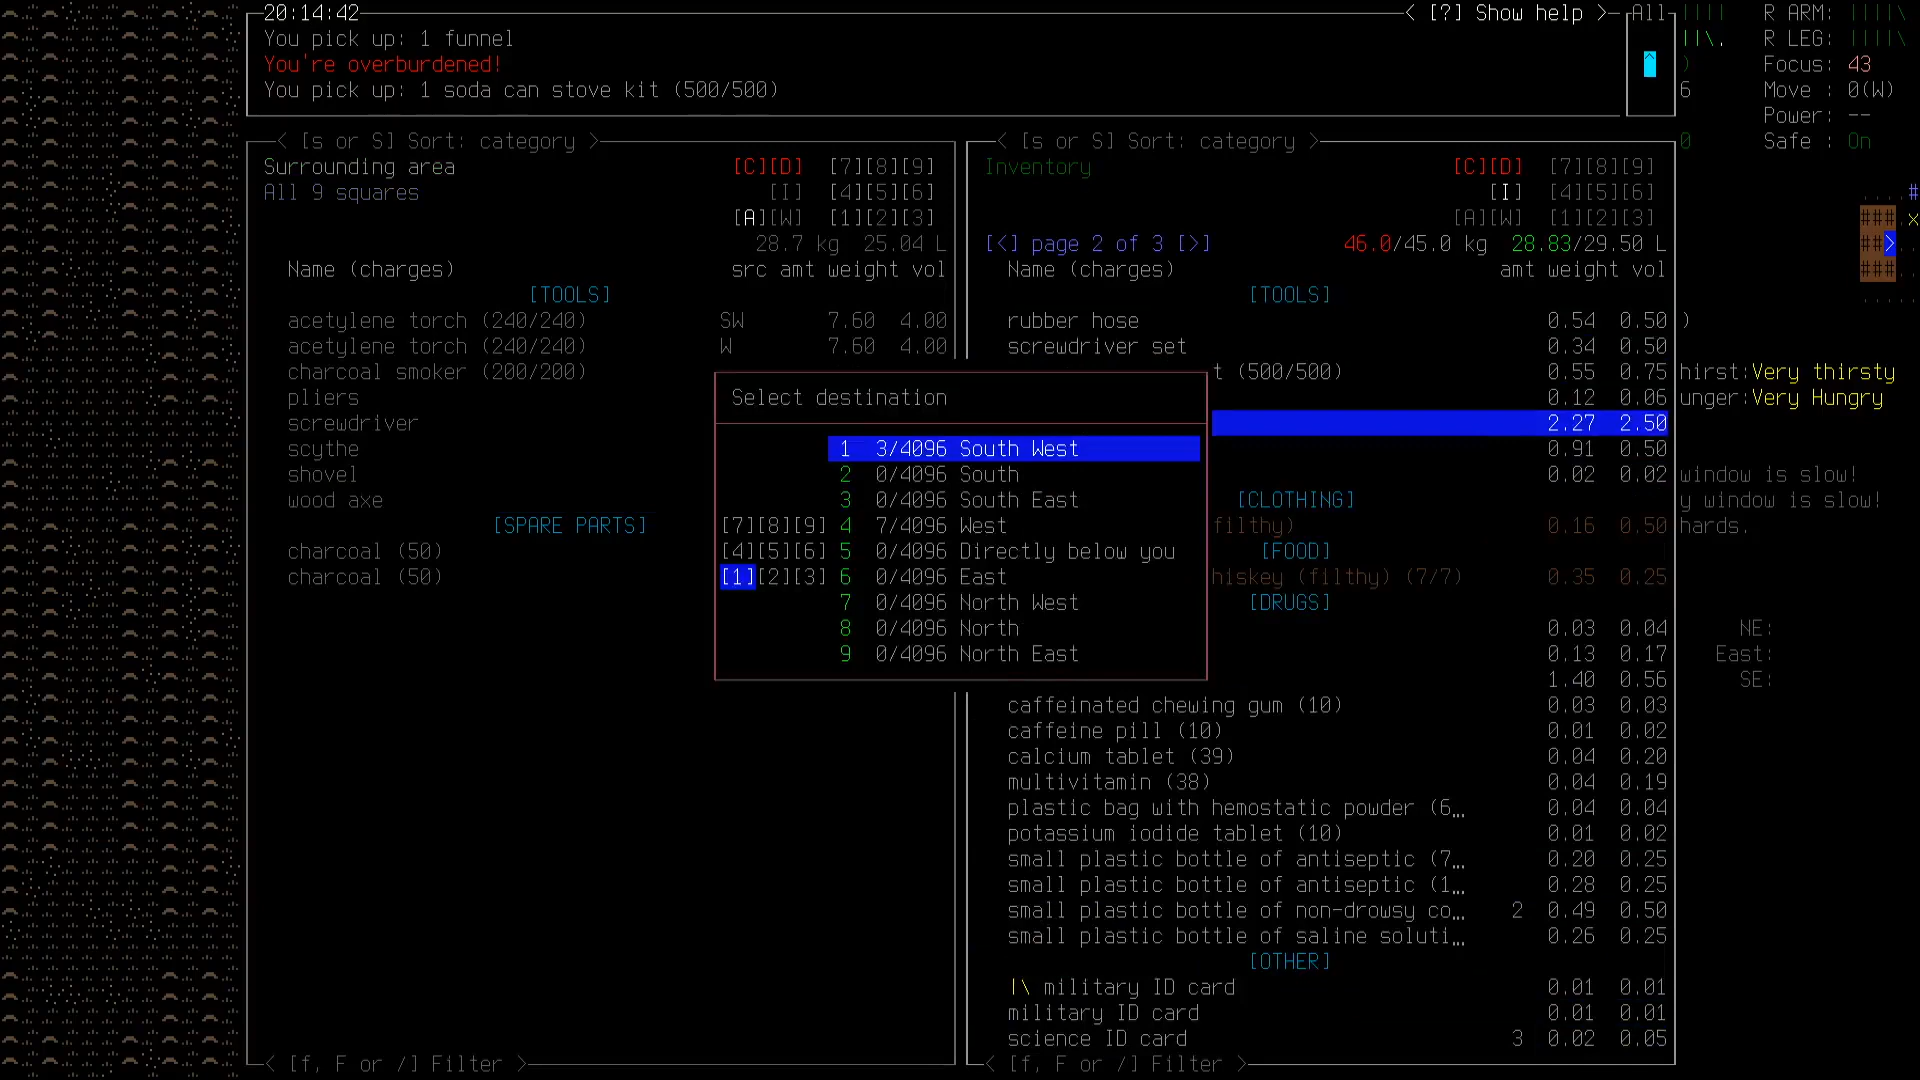 20:14:42 < [?] Show help > All R ARM:
You pick up: 1 funnel R LEG:
You're overburdened! ) Focus: 43
You pick up: 1 soda can stove kit (500/500) 6 Move : 0(W)
Power: --
< [s or S] Sort: category > < [s or S] Sort: category > 0 Safe : On
Surrounding area [C][D] [7][8][9] Inventory [C][D] [7][8][9]
All 9 squares [I] [4][5][6] [I] [4][5][6]
[A][W] [1][2][3] [A][W] [1][2][3]
28.7 kg 25.04 L [<] page 2 of 3 [>] 46.0/45.0 kg 28.83/29.50 L
Name (charges) src amt weight vol Name (charges) amt weight vol
[TOOLS] [TOOLS]
acetylene torch (240/240) SW 7.60 4.00 rubber hose 0.54 0.50 )
acetylene torch (240/240) W 7.60 4.00 screwdriver set 0.34 0.50
charcoal smoker (200/200) t (500/500) 0.55 0.75 hirst:Very thirsty
pliers Select destination 0.12 0.06 unger:Very Hungry
screwdriver 2.27 2.50
scythe 1 3/4096 South West 0.91 0.50
shovel 2 0/4096 South 0.02 0.02 window is slow!
wood axe 3 0/4096 South East [CLOTHING] y window is slow!
[SPARE PARTS] [7][8][9] 4 7/4096 West filthy) 0.16 0.50 hards.
charcoal (50) [4][5][6] 5 0/4096 Directly below you [FOOD]
charcoal (50) [1][2][3] 6 0/4096 East hiskey (filthy) (7/7) 0.35 0.25
7 0/4096 North West [DRUGS]
8 0/4096 North 0.03 0.04 NE:
9 0/4096 North East 0.13 0.17 East:
1.40 0.56 SE:
caffeinated chewing gum (10) 0.03 0.03
caffeine pill (10) 0.01 0.02
calcium tablet (39) 0.04 0.20
multivitamin (38) 0.04 0.19
plastic bag with hemostatic powder (6… 0.04 0.04
potassium iodide tablet (10) 0.01 0.02
small plastic bottle of antiseptic (7… 0.20 0.25
small plastic bottle of antiseptic (1… 0.28 0.25
small plastic bottle of non-drowsy co… 2 0.49 0.50
small plastic bottle of saline soluti… 0.26 0.25
[OTHER]
|\ military ID card 0.01 0.01
military ID card 0.01 0.01
science ID card 3 0.02 0.05
< [f, F or /] Filter > < [f, F or /] Filter >